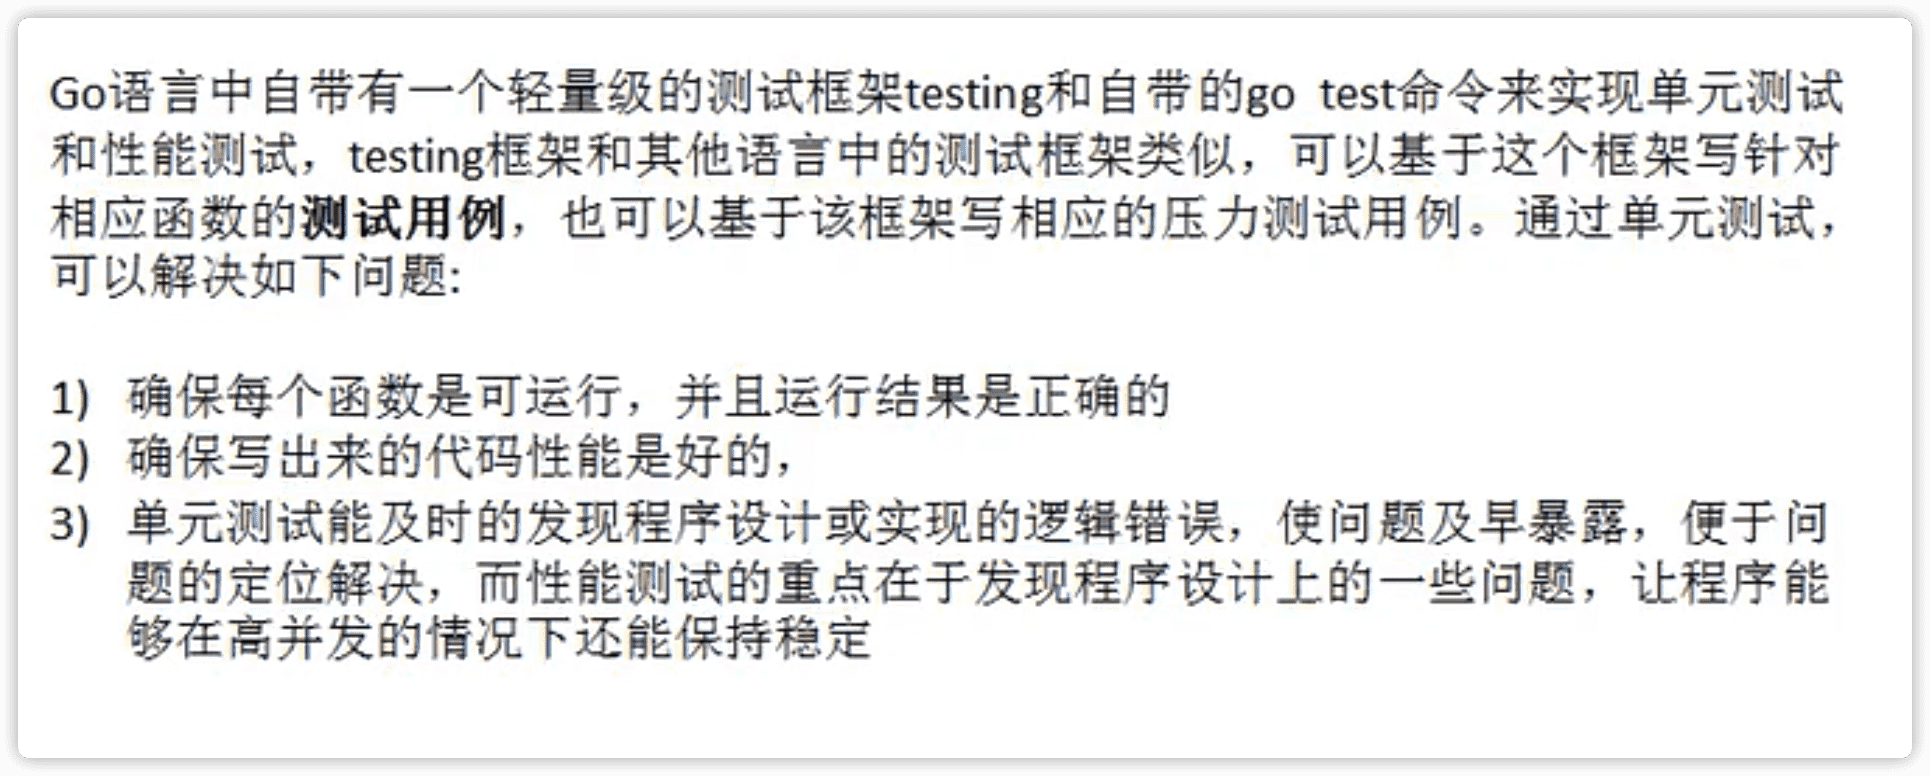 Go语言中自带有一个轻量级的测试框架testing和自带的go test命令来实现单元测试
和性能测试，testing框架和其他语言中的测试框架类似，可以基于这个框架写针对
相应函数的测试用例，也可以基于该框架写相应的压力测试用例。通过单元测试，
可以解决如下问题:
1) 确保每个函数是可运行，并且运行结果是正确的
2) 确保写出来的代码性能是好的，
3) 单元测试能及时的发现程序设计或实现的逻辑错误，使问题及早暴露，便于问
题的定位解决，而性能测试的重点在于发现程序设计上的一些问题，让程序能
够在高并发的情况下还能保持稳定